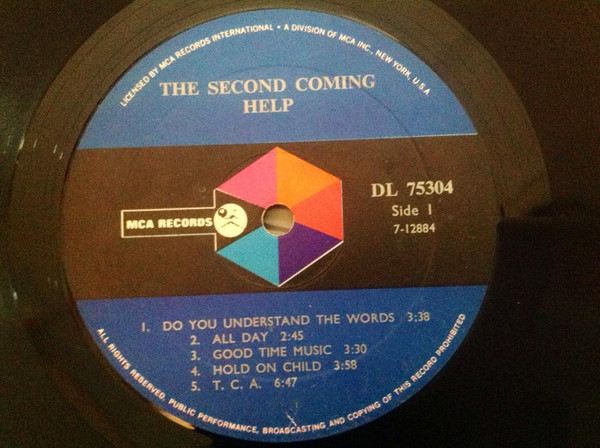 LICENSED BY MCA RECORDS INTERNATIONAL • A DIVISION OF MCA INC., NEW YORK, U.S.A.
THE SECOND COMING
HELP
MCA RECORDS
DL 75304
Side 1
7-12884
1. DO YOU UNDERSTAND THE WORDS 3:38
2. ALL DAY 2:45
3. GOOD TIME MUSIC 3:30
4. HOLD ON CHILD 3:58
5. T. C. A. 6:47
ALL RIGHTS RESERVED. PUBLIC PERFORMANCE, BROADCASTING AND COPYING OF THIS RECORD PROHIBITED